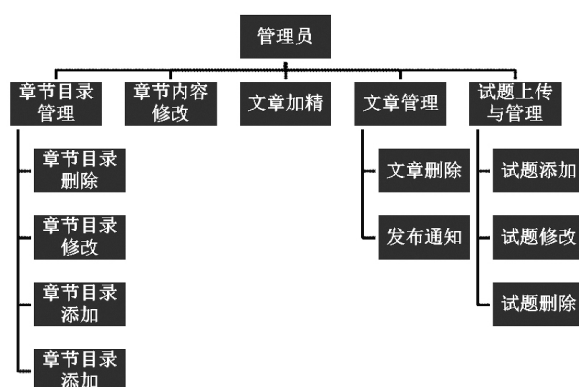 管理员
章节目录
管理
章节内容
修改
文章加精
文章管理
试题上传
与管理
章节目录
删除
文章删除
试题添加
章节目录
修改
发布通知
试题修改
章节目录
添加
试题删除
章节目录
添加